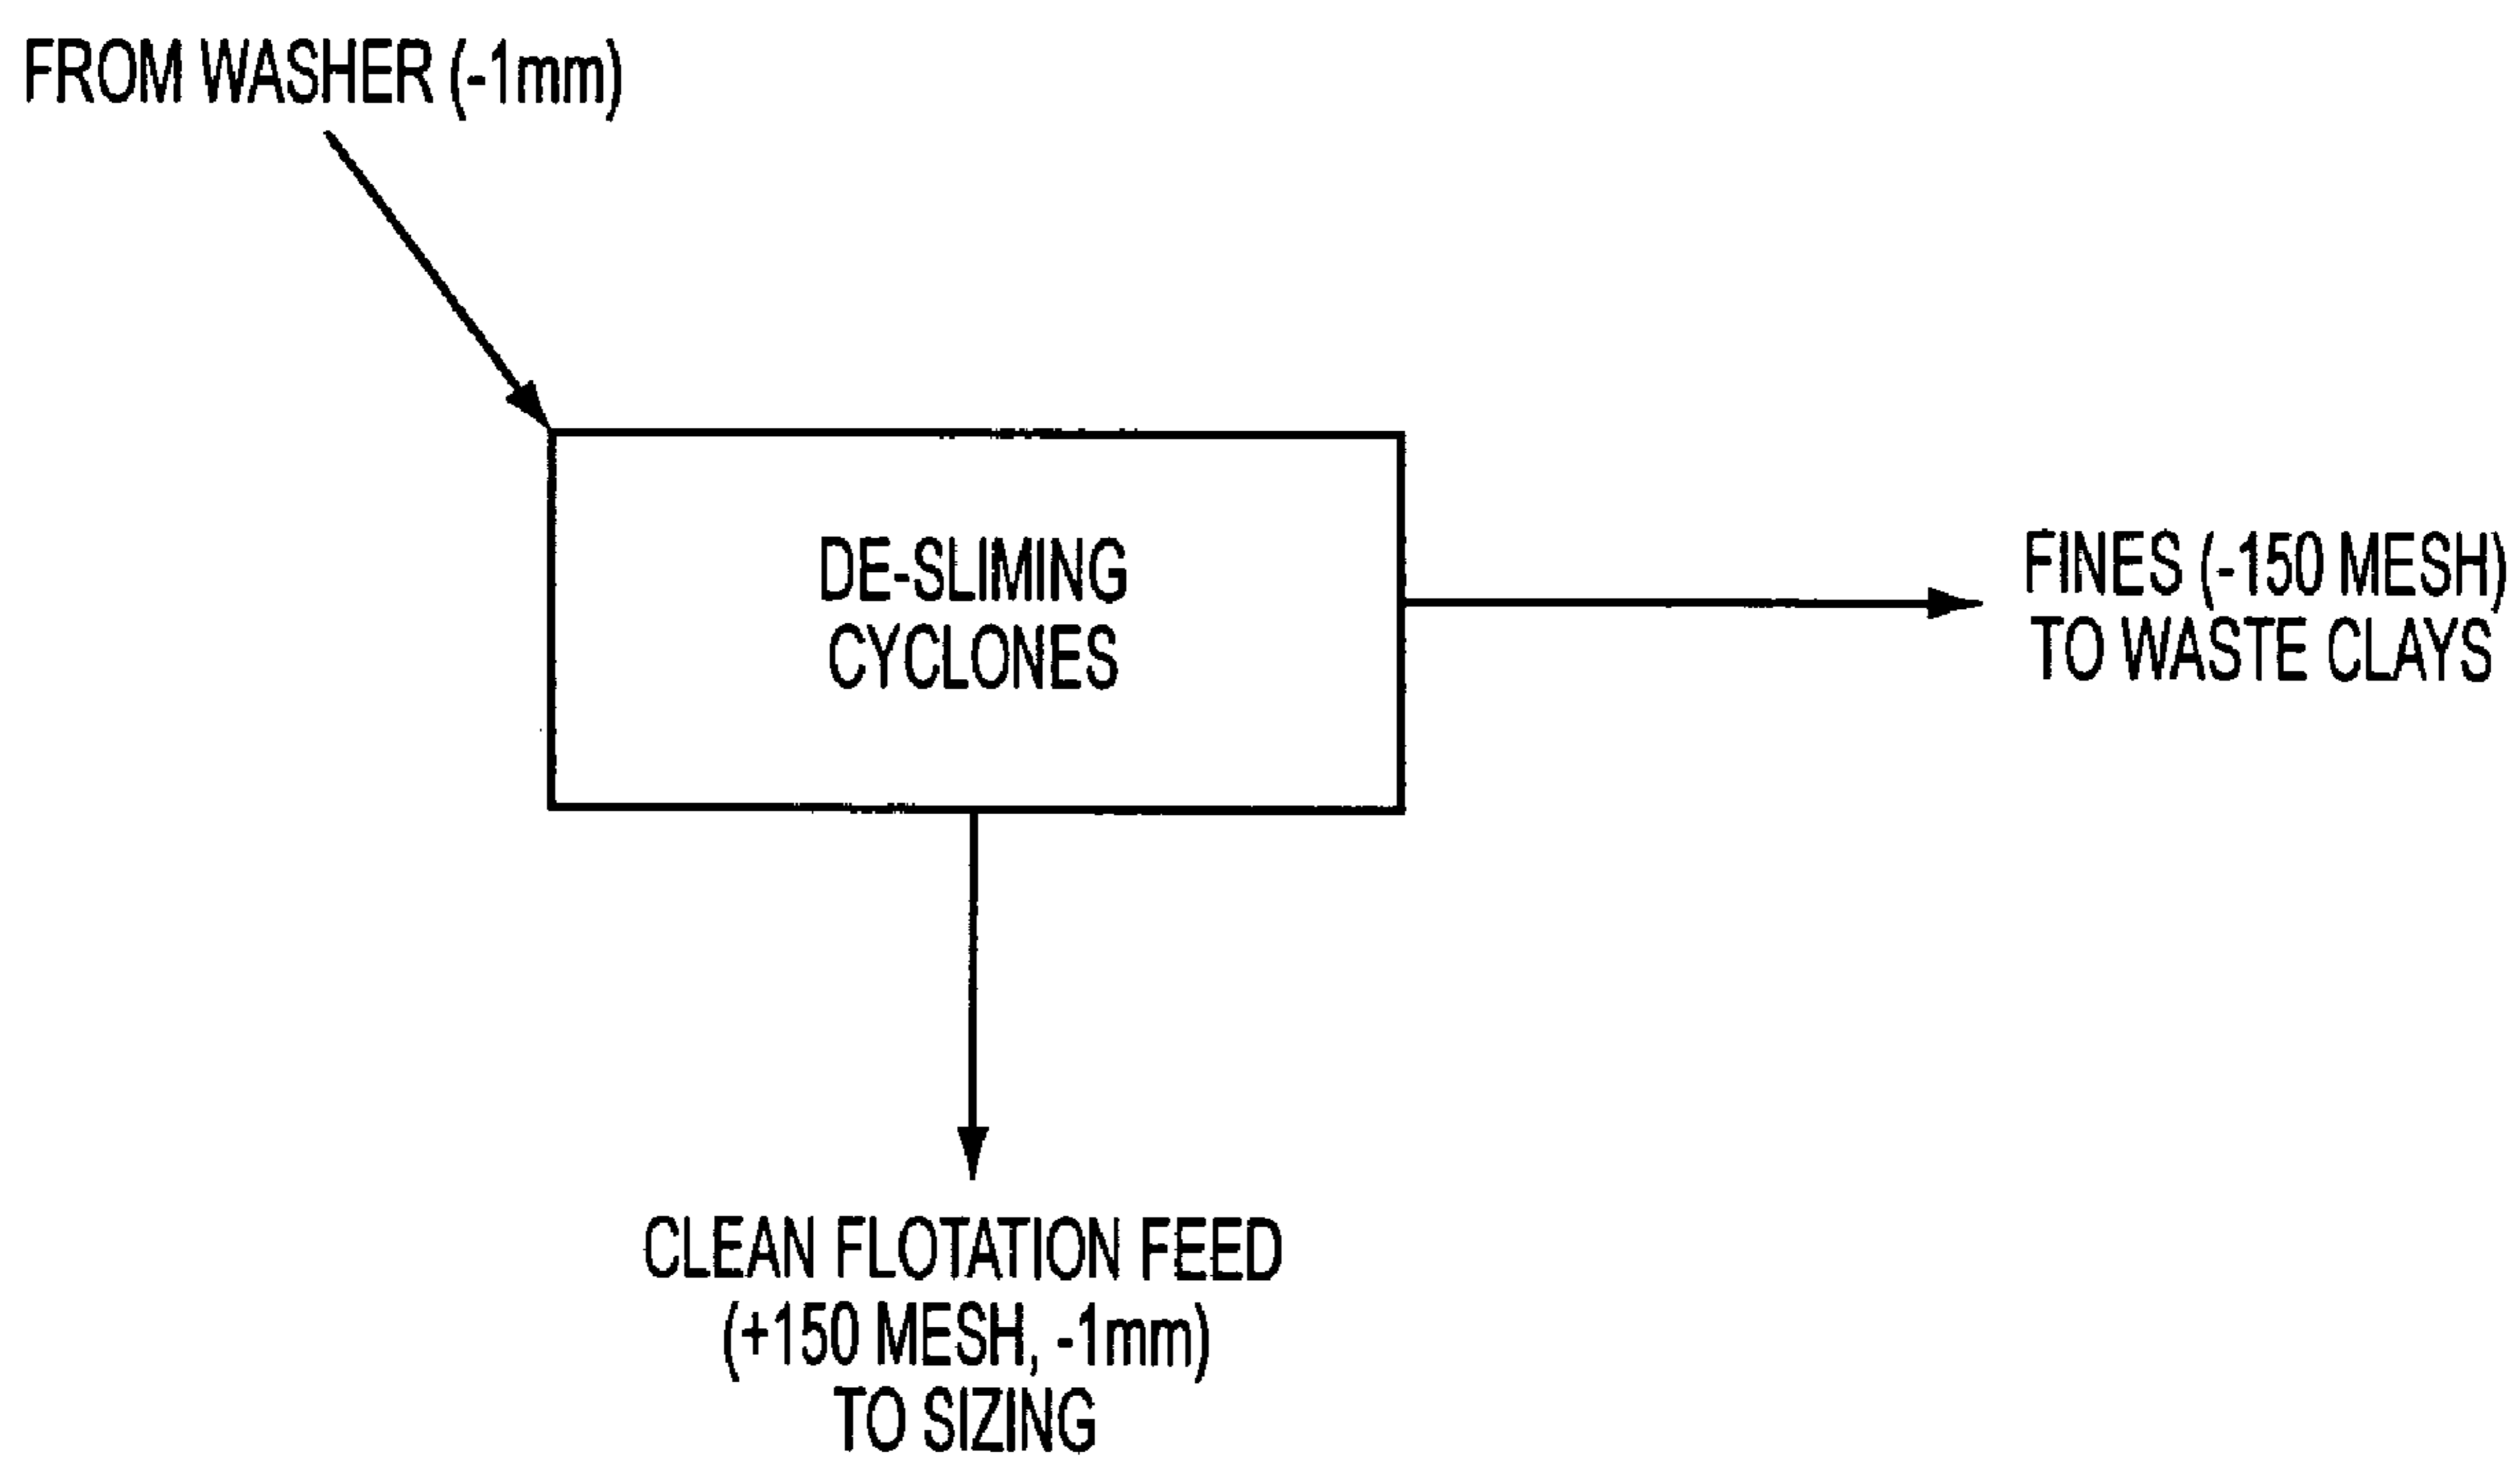 FROM WASHER (-1mm)
DE-SLIMING
CYCLONES
FINES (-150 MESH)
TO WASTE CLAYS
CLEAN FLOTATION FEED
(+150 MESH, -1mm)
TO SIZING